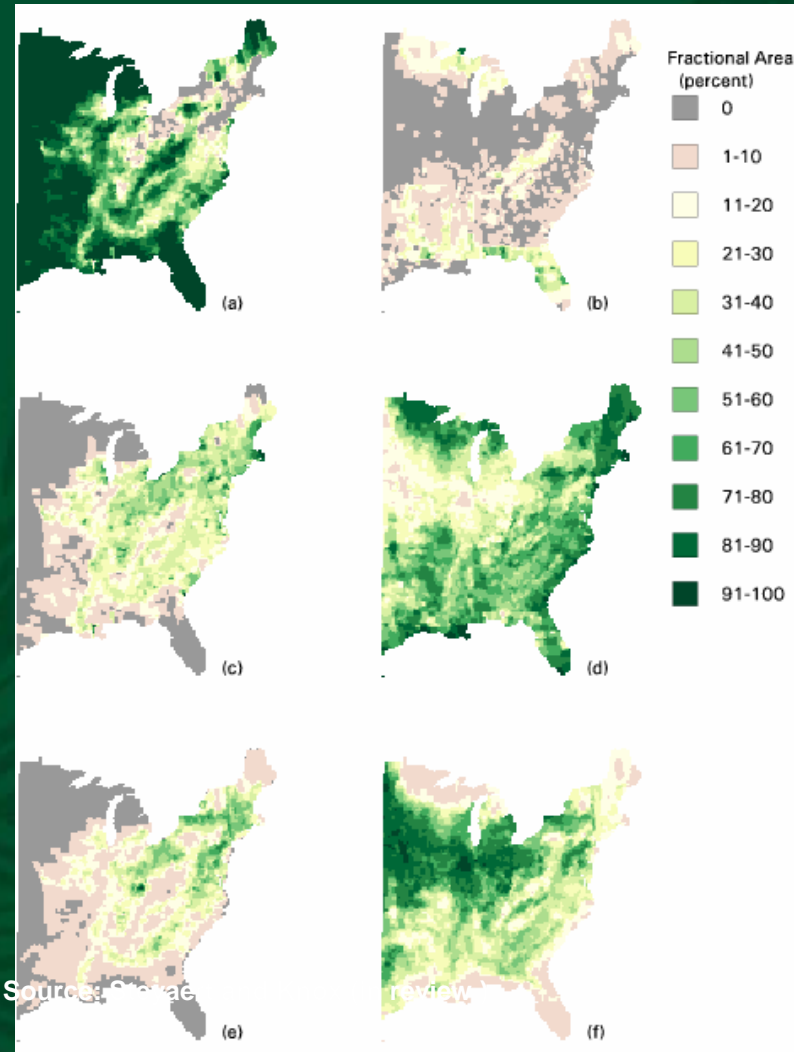 Fractional Area
(percent)
0
1-10
11-20
21-30
31-40
41-50
51-60
61-70
71-80
81-90
91-100
(a)
(b)
(c)
(d)
Source: review
(e)
(f)